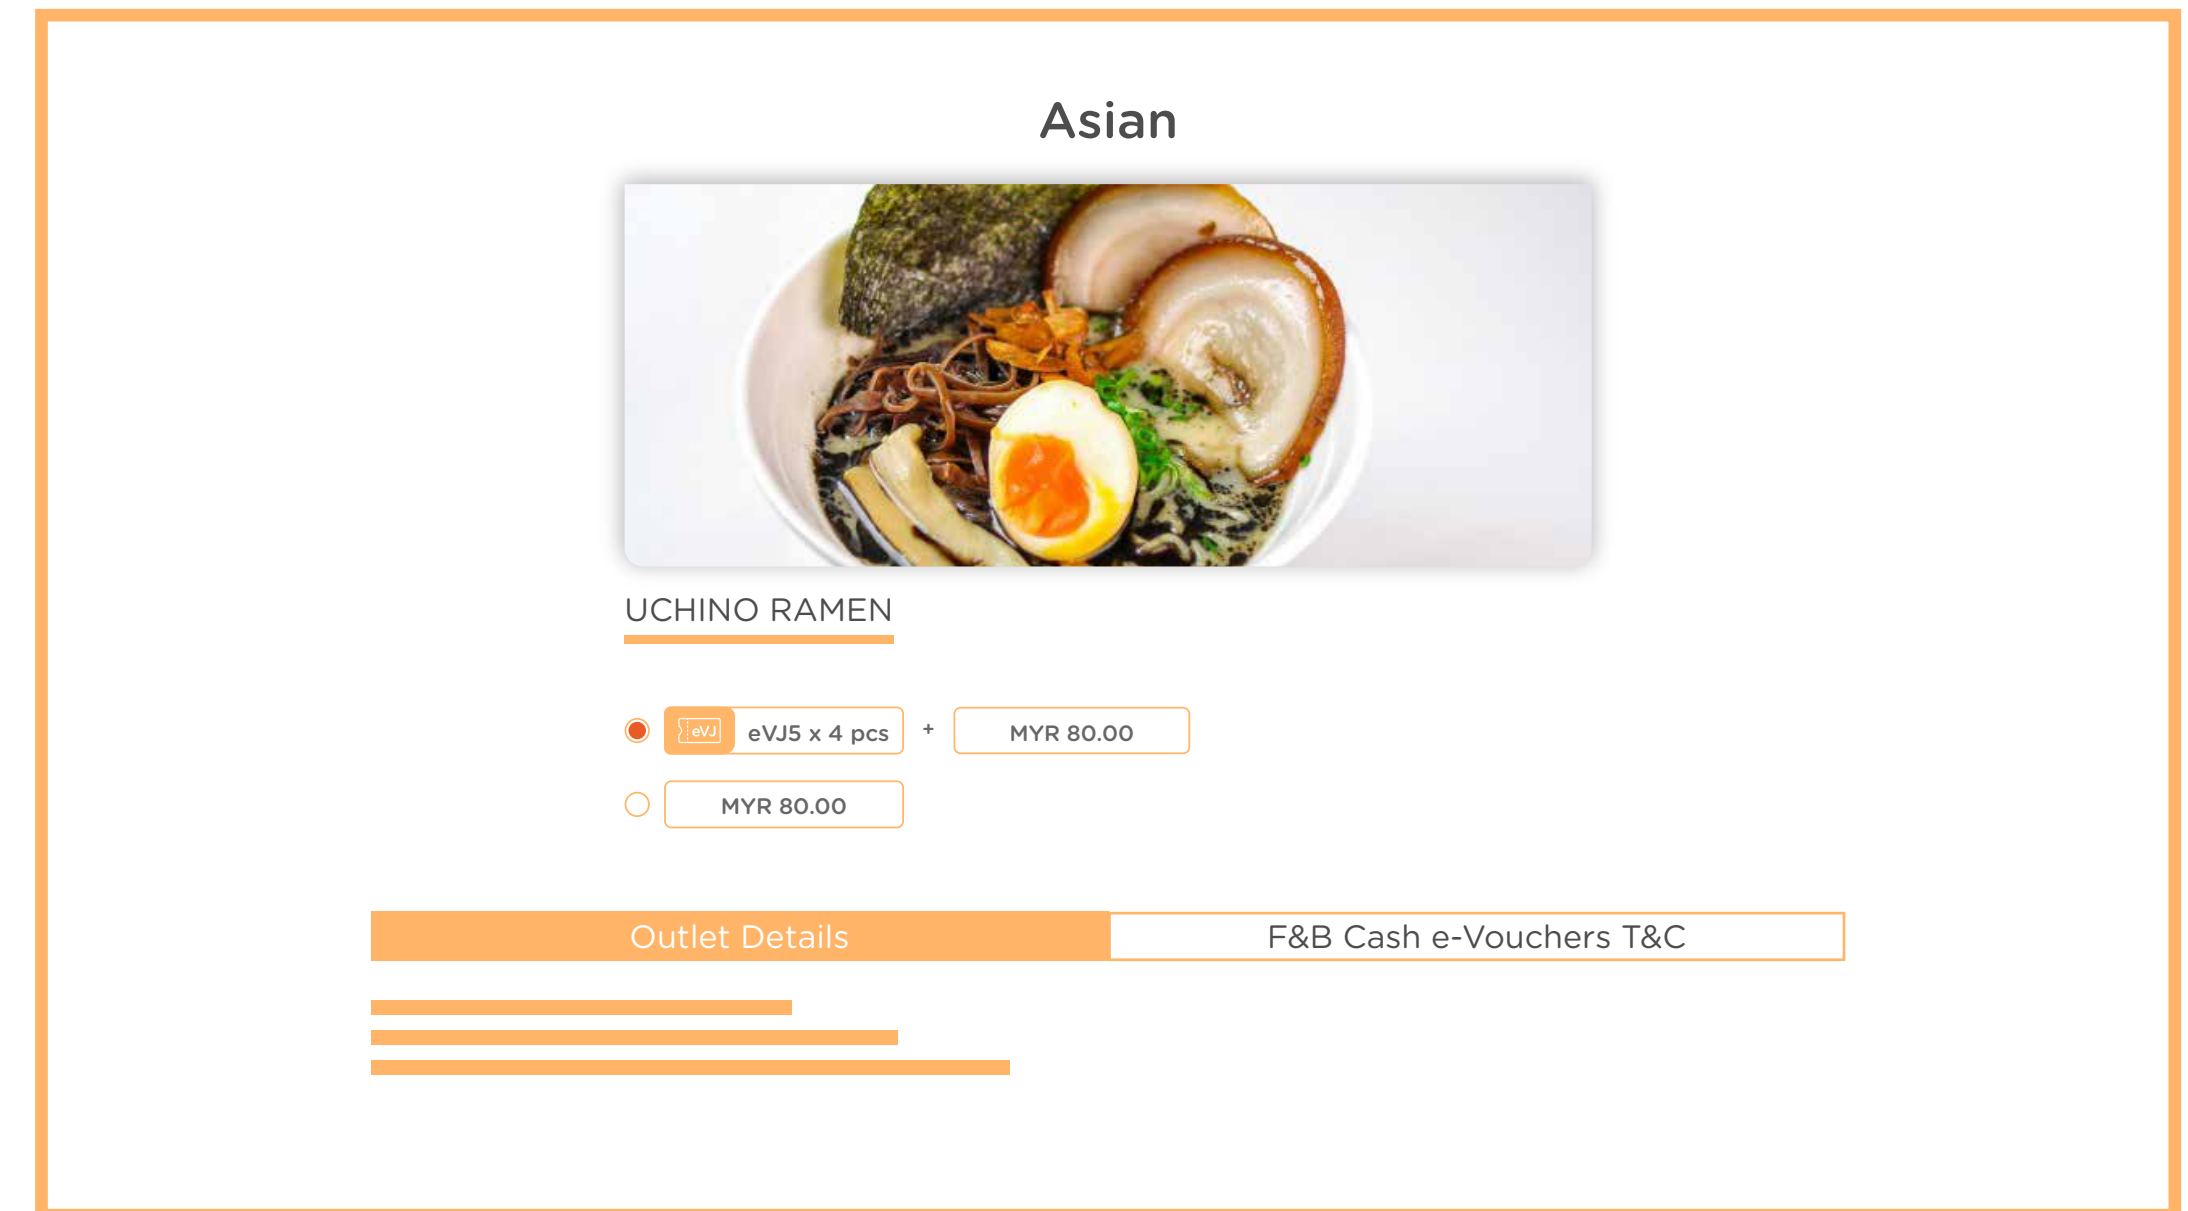 Asian
UCHINO RAMEN
eVJ eVJ5 x 4 pcs + MYR 80.00
MYR 80.00
Outlet Details F&B Cash e-Vouchers T&C